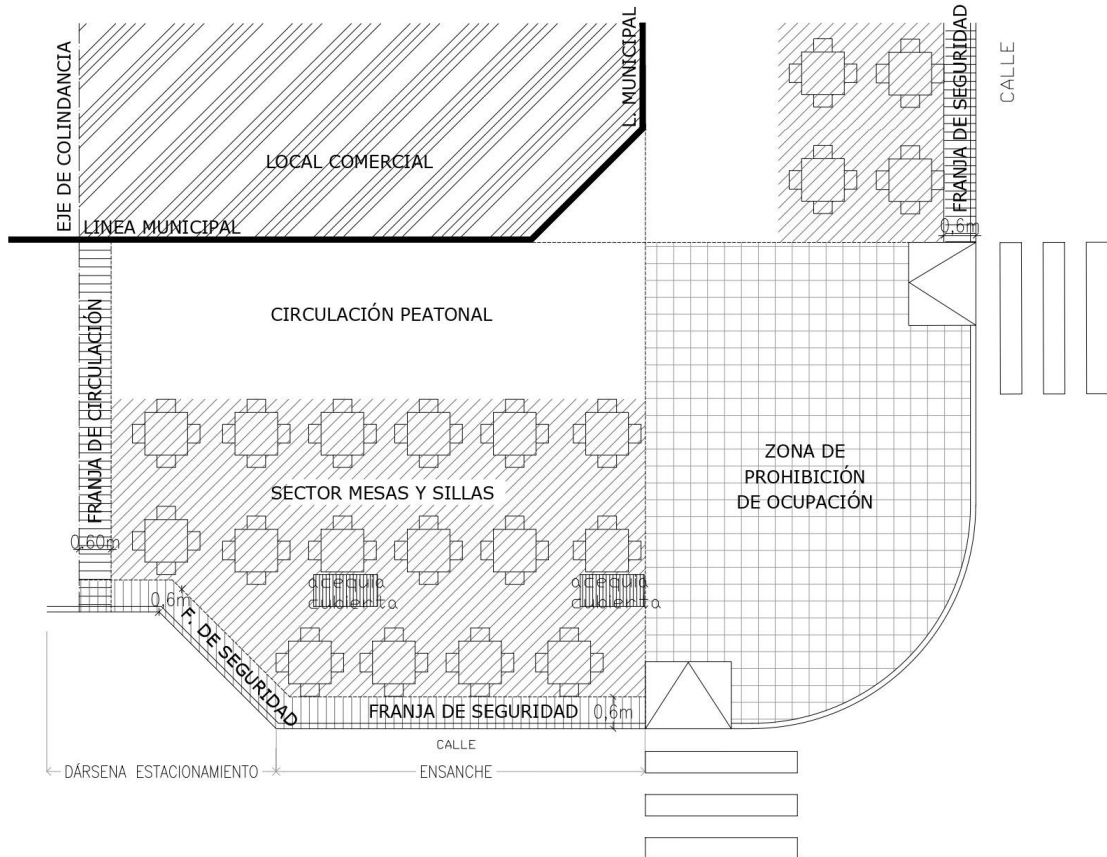 EJE DE COLINDANCIA
L. MUNICIPAL
FRANJA DE SEGURIDAD
CALLE
LOCAL COMERCIAL
LINEA MUNICIPAL
0,6m
CIRCULACIÓN PEATONAL
FRANJA DE CIRCULACIÓN
ZONA DE
PROHIBICIÓN
DE OCUPACIÓN
SECTOR MESAS Y SILLAS
0.60m
acequia
cubierta
acequia
cubierta
0.6m
F. DE SEGURIDAD
FRANJA DE SEGURIDAD
0,6m
CALLE
DÁRSENA ESTACIONAMIENTO
ENSANCHE